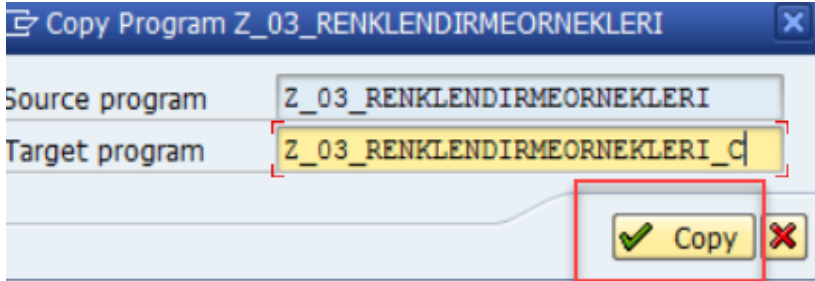 Copy Program Z_03_RENKLENDIRMEORNEKLERI
Source program Z_03_RENKLENDIRMEORNEKLERI
Target program Z_03_RENKLENDIRMEORNEKLERI_C
Copy